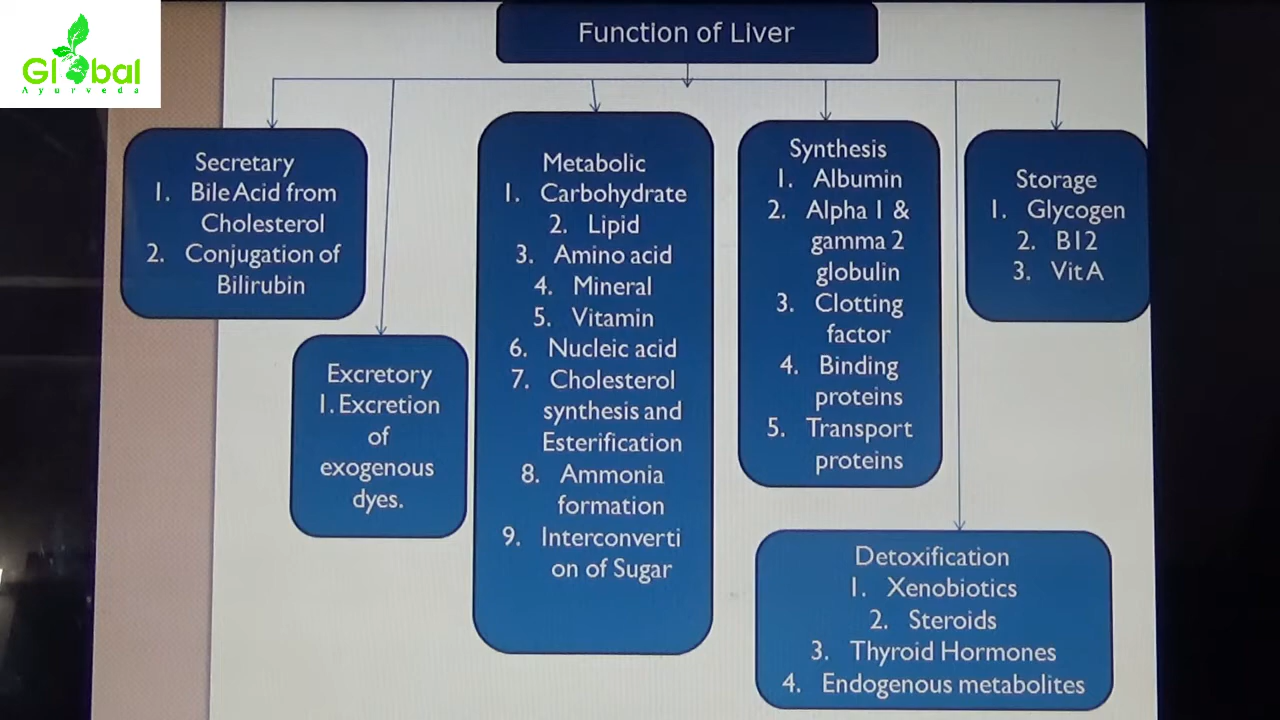 Global
Ayurveda
Function of Liver
Secretary
1. Bile Acid from
Cholesterol
2. Conjugation of
Bilirubin
Excretory
1. Excretion
of
exogenous
dyes.
Metabolic
1. Carbohydrate
2. Lipid
3. Amino acid
4. Mineral
5. Vitamin
6. Nucleic acid
7. Cholesterol
synthesis and
Esterification
8. Ammonia
formation
9. Interconverti
on of Sugar
Synthesis
1. Albumin
2. Alpha 1 &
gamma 2
globulin
3. Clotting
factor
4. Binding
proteins
5. Transport
proteins
Storage
1. Glycogen
2. B12
3. Vit A
Detoxification
1. Xenobiotics
2. Steroids
3. Thyroid Hormones
4. Endogenous metabolites